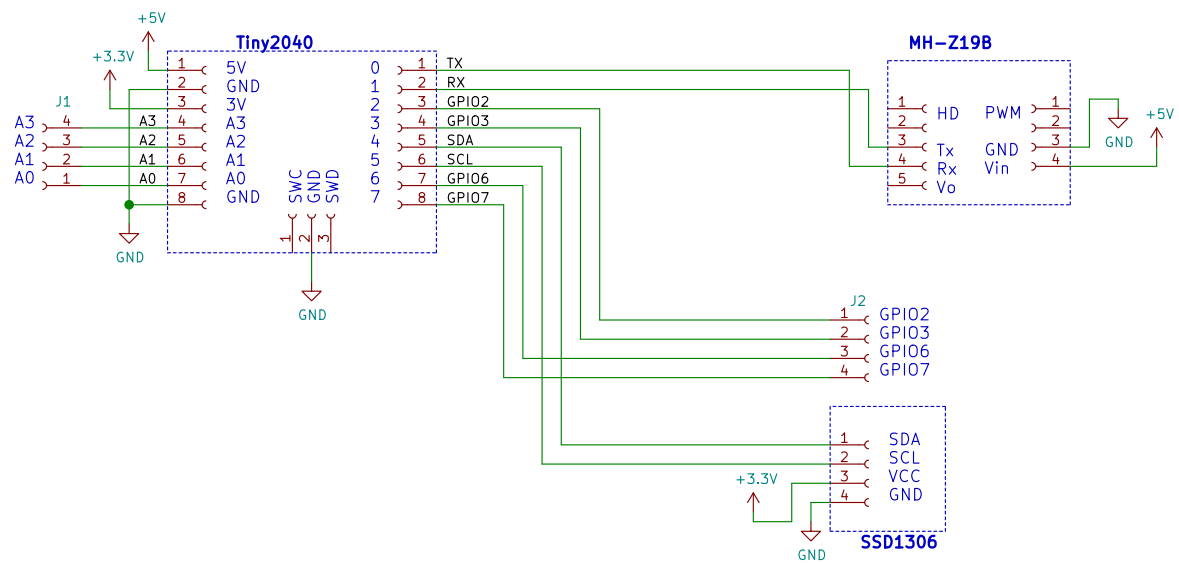 +5V
+3.3V
Tiny2040
1 5V
2 GND
3 3V
4 A3
5 A2
6 A1
7 A0
8 GND
0 1 TX
1 2 RX
2 3 GPIO2
3 4 GPIO3
4 5 SDA
5 6 SCL
6 7 GPIO6
7 8 GPIO7
SWC
GND
SWD
1
2
3
J1
A3 4 A3
A2 3 A2
A1 2 A1
A0 1 A0
GND
GND
MH-Z19B
1 HD
2
3 Tx
4 Rx
5 Vo
PWM 1
2
GND 3
Vin 4
GND
+5V
J2
1 GPIO2
2 GPIO3
3 GPIO6
4 GPIO7
1 SDA
2 SCL
3 VCC
4 GND
+3.3V
GND
SSD1306